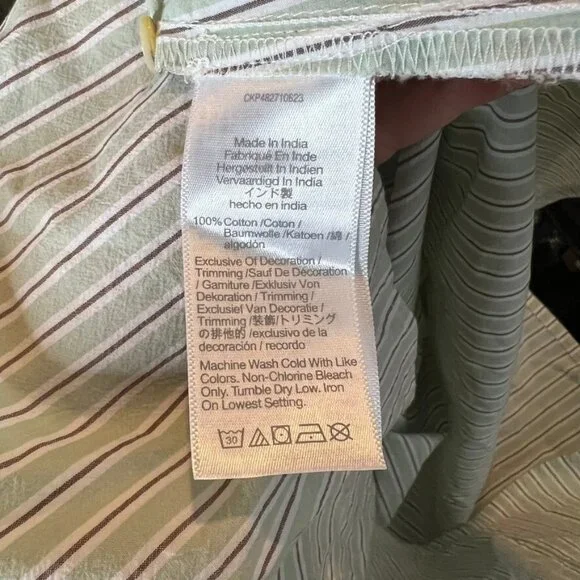 CKP482710623
Made In India
Fabriqué En Inde
Hergestellt In Indien
Vervaardigd In India
インド製
hecho en india
100% Cotton /Coton /
Baumwolle /Katoen /綿 /
algodón
Exclusive Of Decoration /
Trimming /Sauf De Décoration
/ Garniture /Exklusiv Von
Dekoration / Trimming /
Exclusief Van Decoratie /
Trimming /装飾/トリミング
の排他的 /exclusivo de la
decoración / recordo
Machine Wash Cold With Like
Colors. Non-Chlorine Bleach
Only. Tumble Dry Low. Iron
On Lowest Setting.
30